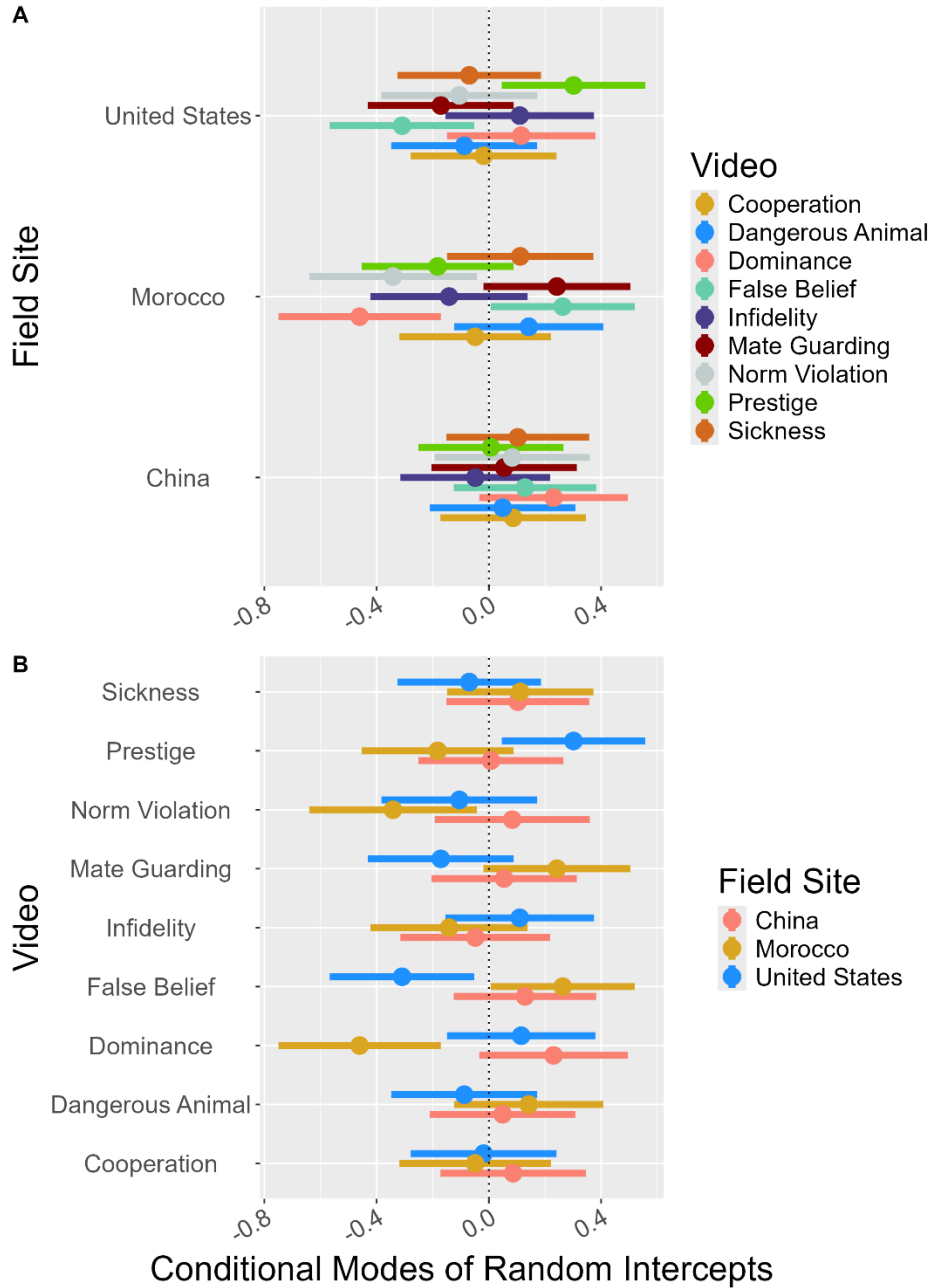 A
Field Site
United States
Morocco
China
-0.8
-0.4
0.0
0.4
Video
Cooperation
Dangerous Animal
Dominance
False Belief
Infidelity
Mate Guarding
Norm Violation
Prestige
Sickness
B
Video
Sickness
Prestige
Norm Violation
Mate Guarding
Infidelity
False Belief
Dominance
Dangerous Animal
Cooperation
-0.8
-0.4
0.0
0.4
Conditional Modes of Random Intercepts
Field Site
China
Morocco
United States